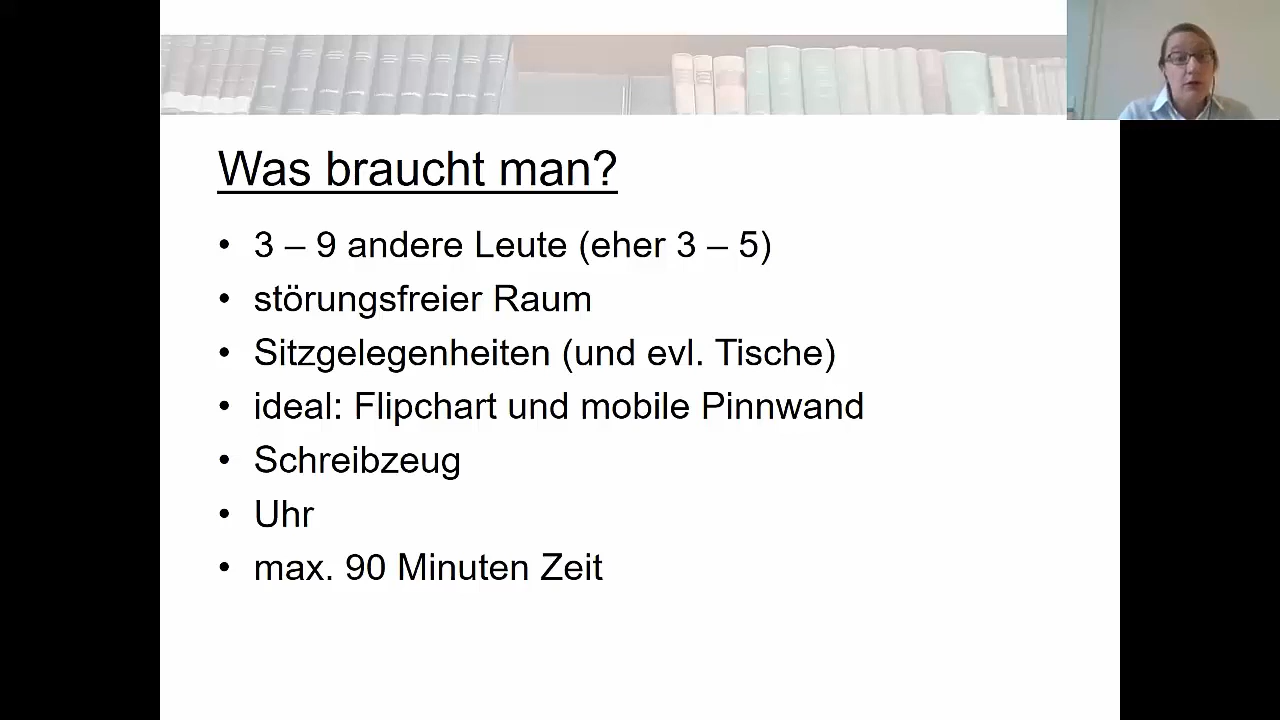 Was braucht man?
• 3 – 9 andere Leute (eher 3 – 5)
• störungsfreier Raum
• Sitzgelegenheiten (und evl. Tische)
• ideal: Flipchart und mobile Pinnwand
• Schreibzeug
• Uhr
• max. 90 Minuten Zeit